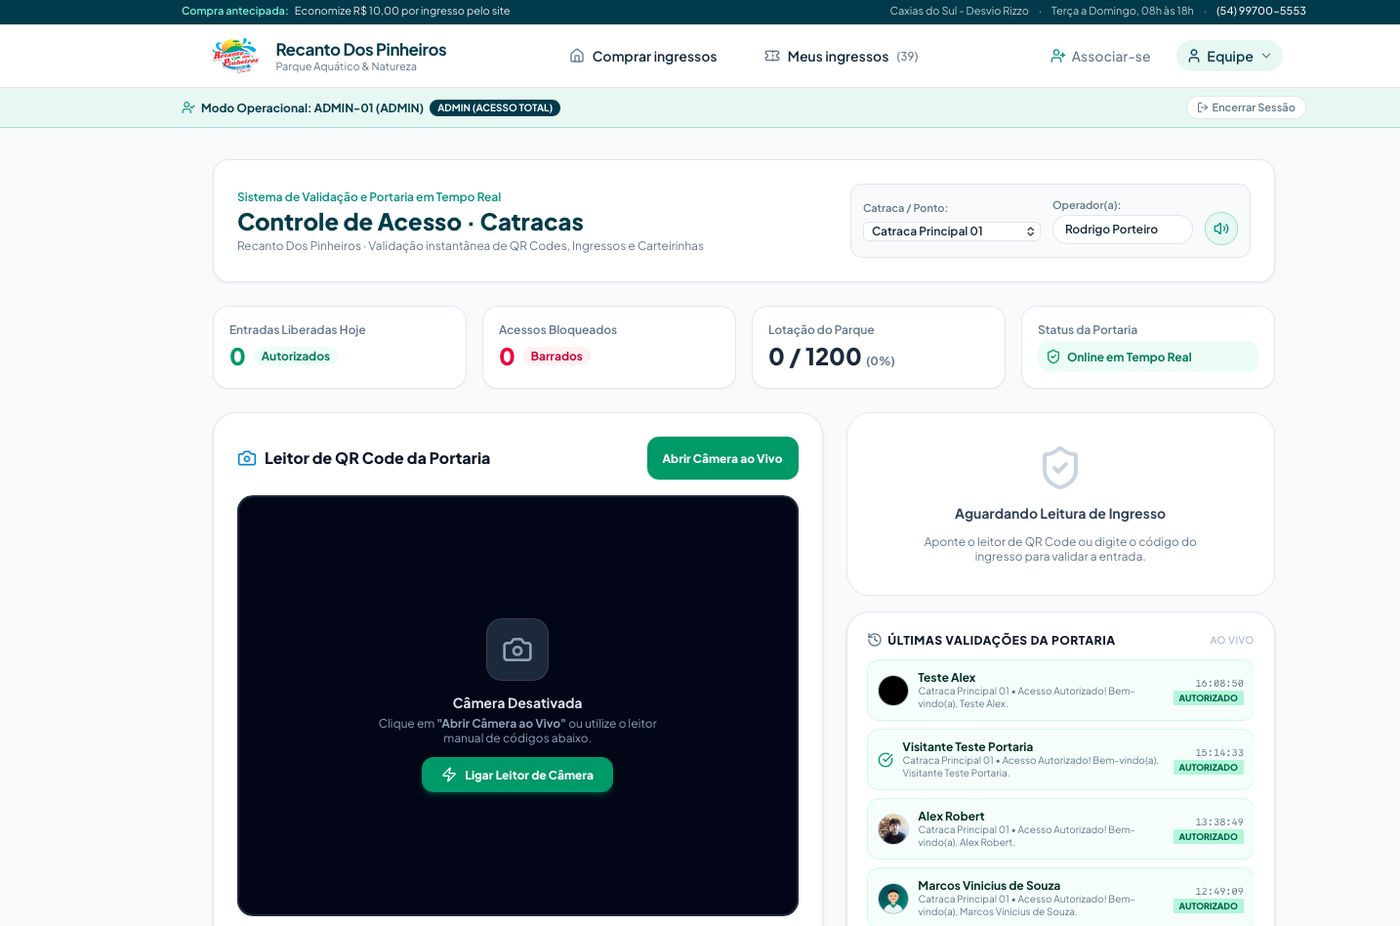 Compra antecipada: Economize R$ 10,00 por ingresso pelo site
Caxias do Sul - Desvio Rizzo · Terça a Domingo, 08h às 18h · (54) 99700-5553
Recanto Dos Pinheiros
Recanto Dos Pinheiros
Parque Aquático & Natureza
Comprar ingressos
Meus ingressos (39)
Associar-se
Equipe
Modo Operacional: ADMIN-01 (ADMIN) ADMIN (ACESSO TOTAL)
Encerrar Sessão
Sistema de Validação e Portaria em Tempo Real
Controle de Acesso · Catracas
Recanto Dos Pinheiros · Validação instantânea de QR Codes, Ingressos e Carteirinhas
Catraca / Ponto:
Catraca Principal 01
Operador(a):
Rodrigo Porteiro
Entradas Liberadas Hoje
0 Autorizados
Acessos Bloqueados
0 Barrados
Lotação do Parque
0 / 1200 (0%)
Status da Portaria
Online em Tempo Real
Leitor de QR Code da Portaria
Abrir Câmera ao Vivo
Câmera Desativada
Clique em "Abrir Câmera ao Vivo" ou utilize o leitor
manual de códigos abaixo.
Ligar Leitor de Câmera
Aguardando Leitura de Ingresso
Aponte o leitor de QR Code ou digite o código do
ingresso para validar a entrada.
ÚLTIMAS VALIDAÇÕES DA PORTARIA
AO VIVO
Teste Alex
Catraca Principal 01 • Acesso Autorizado! Bem-
vindo(a), Teste Alex.
16:08:50
AUTORIZADO
Visitante Teste Portaria
Catraca Principal 01 • Acesso Autorizado! Bem-vindo(a),
Visitante Teste Portaria.
15:14:33
AUTORIZADO
Alex Robert
Catraca Principal 01 • Acesso Autorizado! Bem-
vindo(a), Alex Robert.
13:38:49
AUTORIZADO
Marcos Vinicius de Souza
Catraca Principal 01 • Acesso Autorizado! Bem-
vindo(a), Marcos Vinicius de Souza.
12:49:09
AUTORIZADO